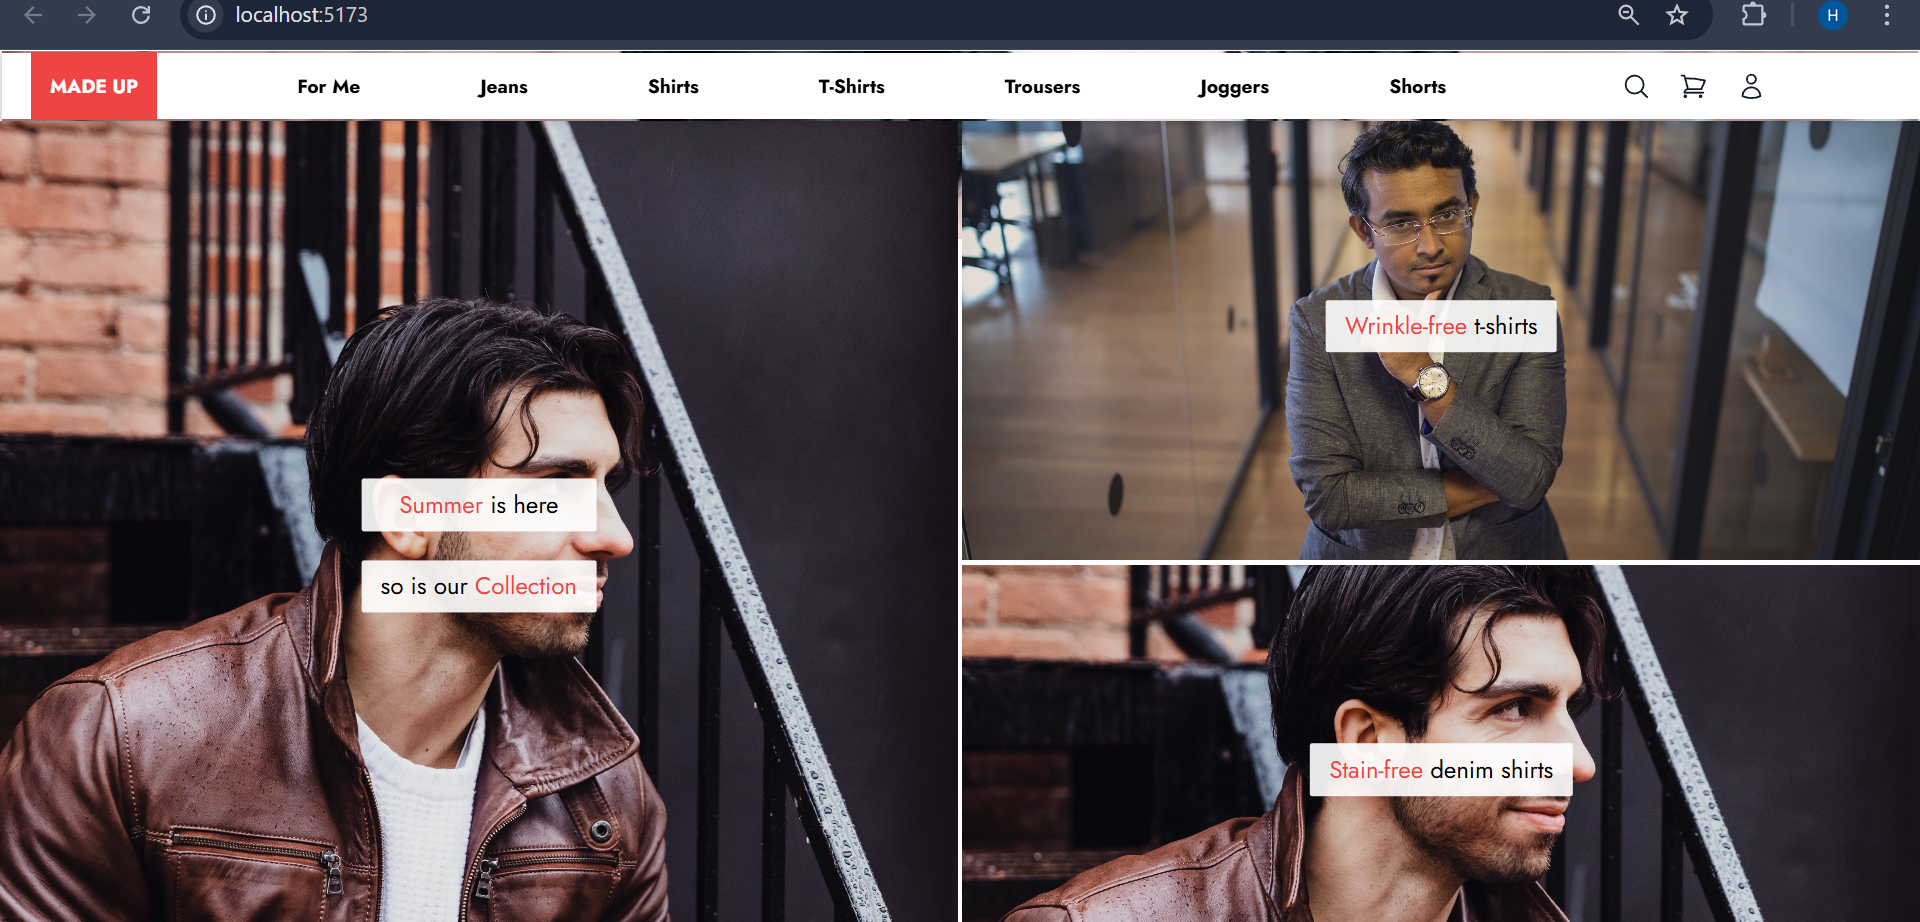 localhost:5173
H
MADE UP For Me Jeans Shirts T-Shirts Trousers Joggers Shorts
Summer is here
so is our Collection
Wrinkle-free t-shirts
Stain-free denim shirts